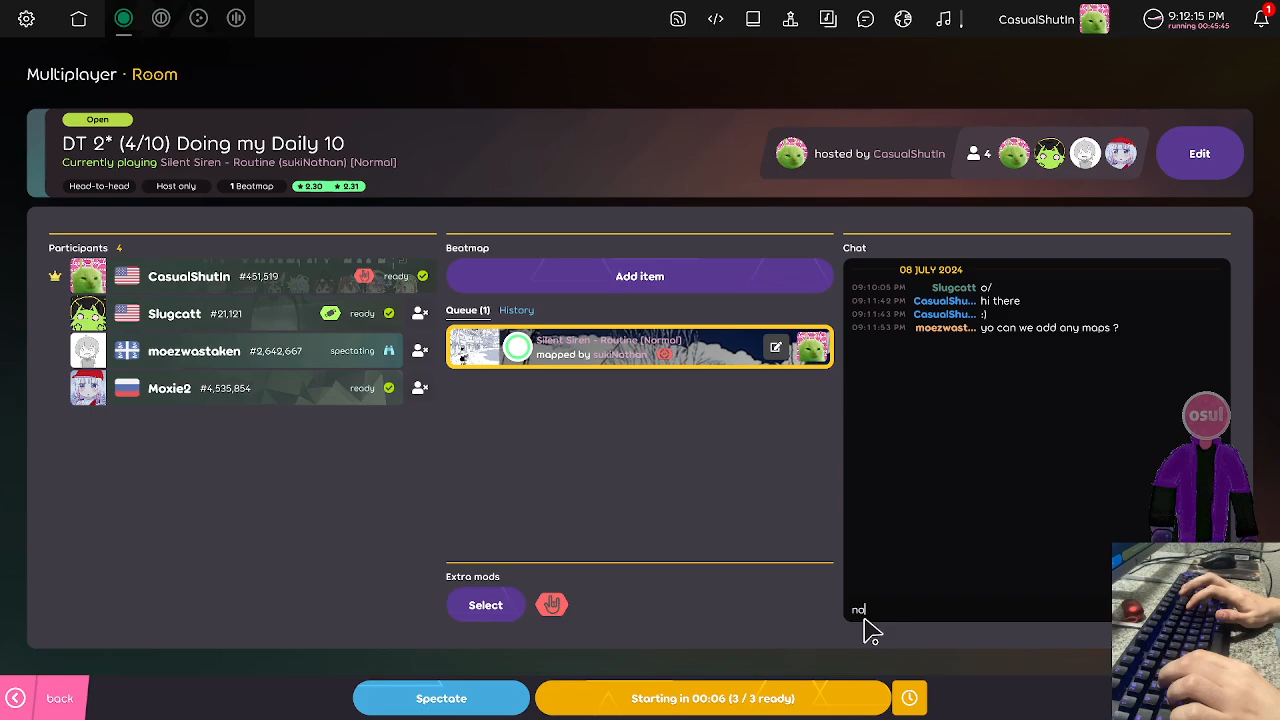 CasualShutIn
9:12:15 PM
running 00:45:45
1
Multiplayer · Room
Open
DT 2* (4/10) Doing my Daily 10
Currently playing Silent Siren - Routine (sukiNathan) [Normal]
Head-to-head
Host only
1 Beatmap
★2.30 ★2.31
hosted by CasualShutIn
4
Edit
Participants 4
CasualShutIn #451,519 ready
Slugcatt #21,121 ready
moezwastaken #2,642,667 spectating
Moxie2 #4,535,854 ready
Beatmap
Add item
Queue (1) History
Silent Siren - Routine [Normal]
mapped by sukiNathan
Extra mods
Select
Chat
08 JULY 2024
09:10:05 PM Slugcatt o/
09:11:42 PM CasualShu... hi there
09:11:43 PM CasualShu... :)
09:11:53 PM moezwast... yo can we add any maps ?
osu!
no
back
Spectate
Starting in 00:06 (3 / 3 ready)